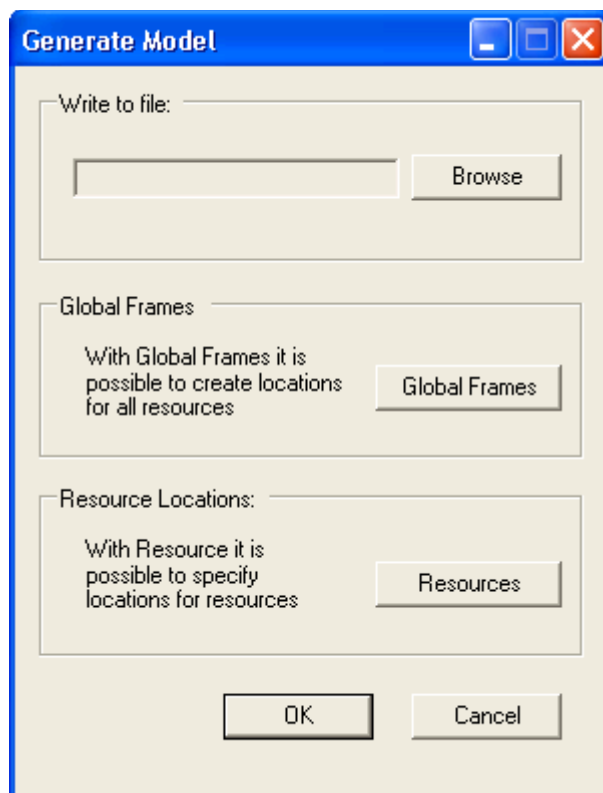 Generate Model
Write to file:
Browse
Global Frames
With Global Frames it is
possible to create locations
for all resources
Global Frames
Resource Locations:
With Resource it is
possible to specify
locations for resources
Resources
OK
Cancel